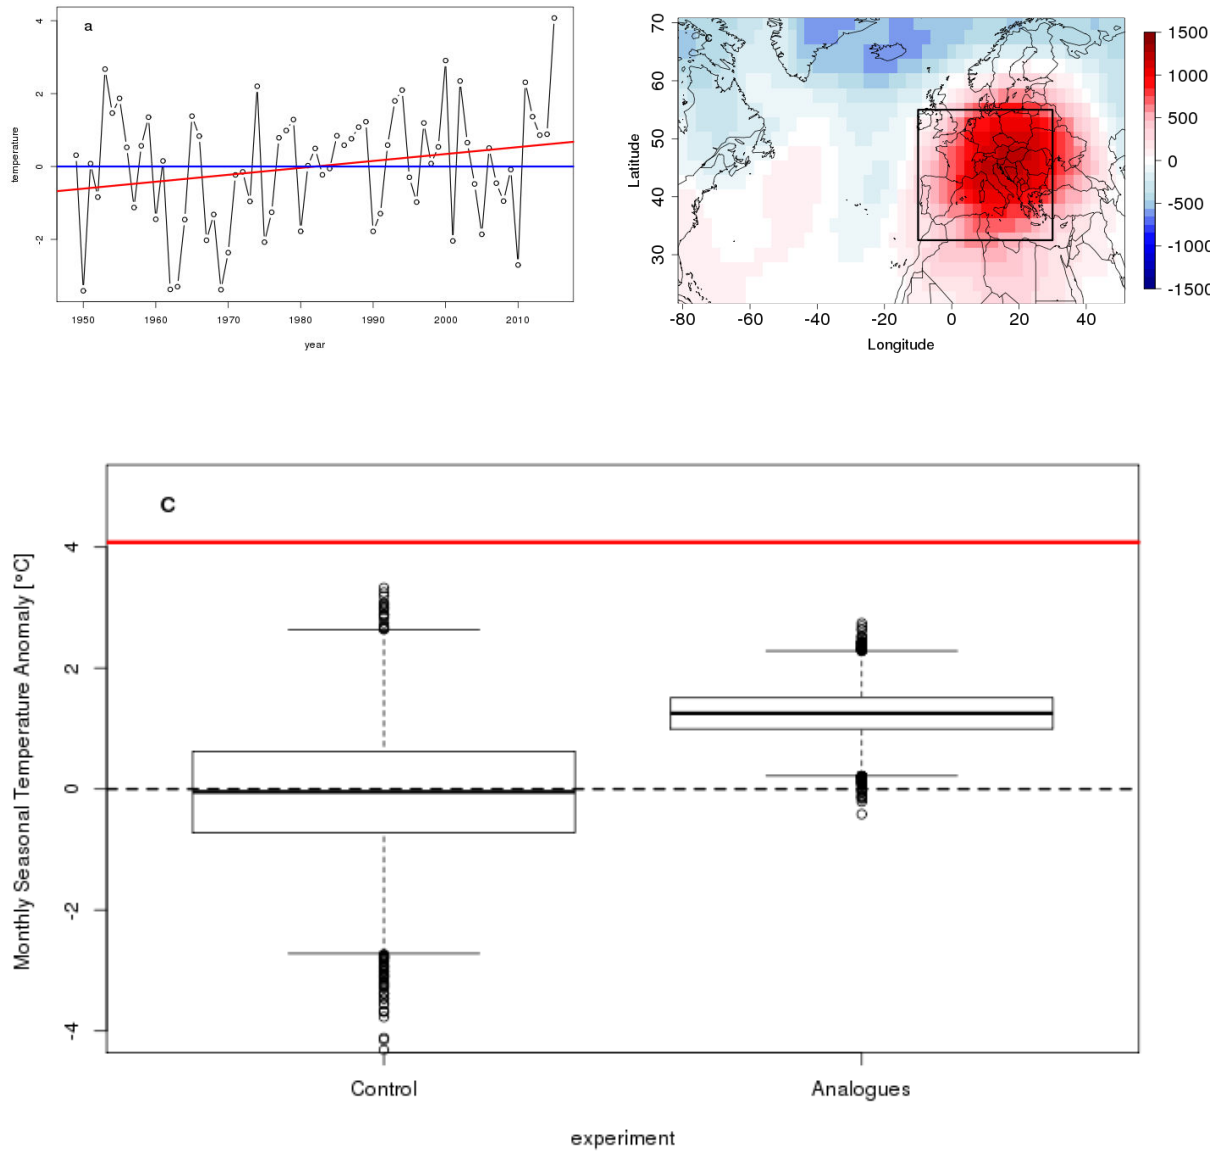 a
temperature
4
2
0
-2
1950 1960 1970 1980 1990 2000 2010
year
c
Latitude
70
60
50
40
30
-80 -60 -40 -20 0 20 40
Longitude
1500
1000
500
0
-500
-1000
-1500
C
Monthly Seasonal Temperature Anomaly [°C]
4
2
0
-2
-4
Control Analogues
experiment